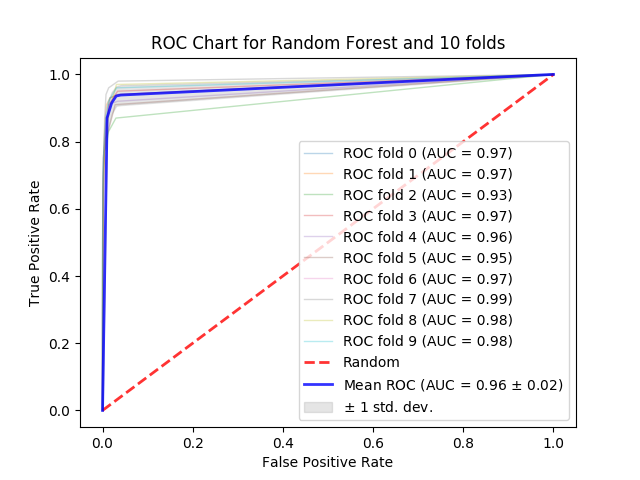 ROC Chart for Random Forest and 10 folds
1.0
0.8
0.6
0.4
0.2
0.0
True Positive Rate
ROC fold 0 (AUC = 0.97)
ROC fold 1 (AUC = 0.97)
ROC fold 2 (AUC = 0.93)
ROC fold 3 (AUC = 0.97)
ROC fold 4 (AUC = 0.96)
ROC fold 5 (AUC = 0.95)
ROC fold 6 (AUC = 0.97)
ROC fold 7 (AUC = 0.99)
ROC fold 8 (AUC = 0.98)
ROC fold 9 (AUC = 0.98)
Random
Mean ROC (AUC = 0.96 ± 0.02)
± 1 std. dev.
0.0 0.2 0.4 0.6 0.8 1.0
False Positive Rate